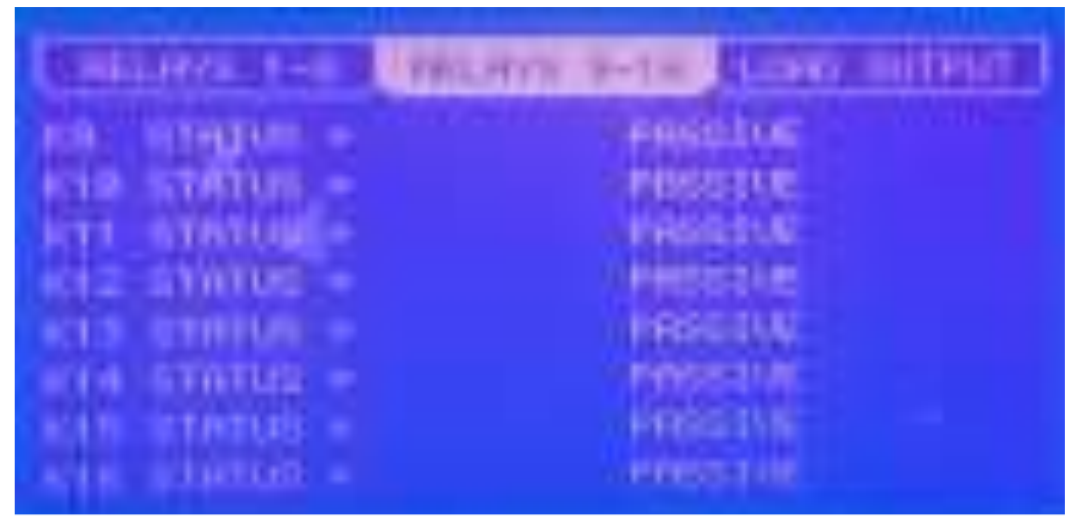 RELAYS 1-8 RELAYS 9-16 LOAD OUTPUT
K9 STATUS = PASSIVE
K10 STATUS = PASSIVE
K11 STATUS = PASSIVE
K12 STATUS = PASSIVE
K13 STATUS = PASSIVE
K14 STATUS = PASSIVE
K15 STATUS = PASSIVE
K16 STATUS = PASSIVE